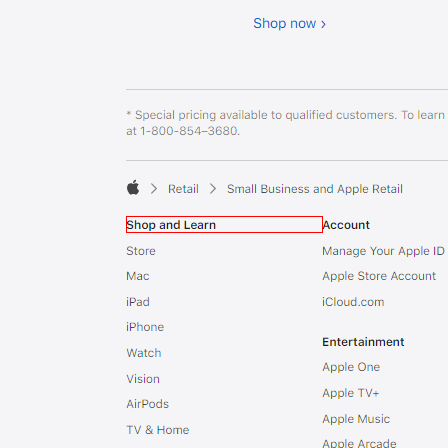 Shop now ›
* Special pricing available to qualified customers. To learn
at 1-800-854–3680.
Retail > Small Business and Apple Retail
Shop and Learn
Store
Mac
iPad
iPhone
Watch
Vision
AirPods
TV & Home
Account
Manage Your Apple ID
Apple Store Account
iCloud.com
Entertainment
Apple One
Apple TV+
Apple Music
Apple Arcade